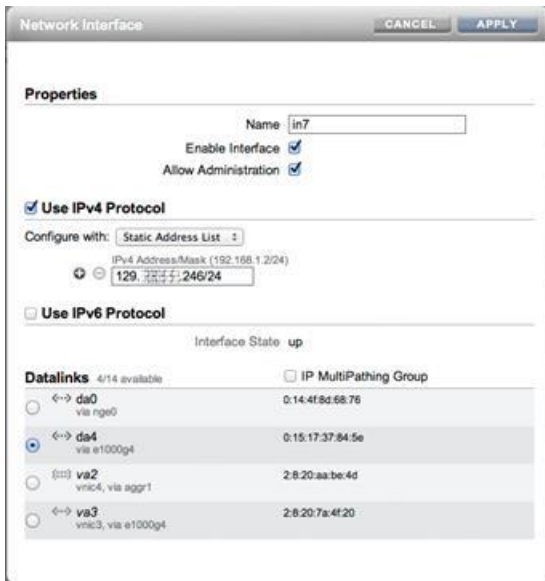 Network Interface
CANCEL APPLY
Properties
Name in7
Enable Interface
Allow Administration
Use IPv4 Protocol
Configure with: Static Address List
IPv4 Address/Mask (192.168.1.2/24)
129. .246/24
Use IPv6 Protocol
Interface State up
Datalinks 4/14 available IP MultiPathing Group
da0 0:14:4f:8d:68:76
via nge0
da4 0:15:17:37:84:5e
via e1000g4
va2 2:8:20:aa:be:4d
vnic4, via aggr1
va3 2:8:20:7a:4f:20
vnic3, via e1000g4